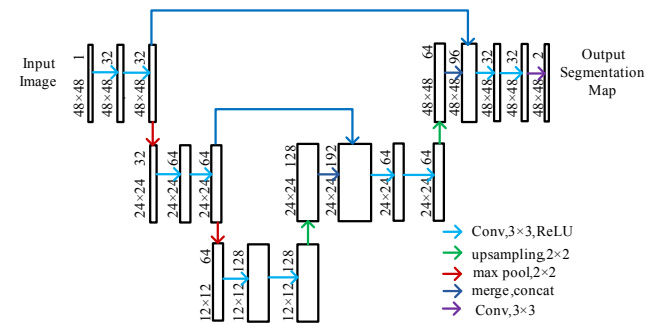 Input
Image
48×48 1
48×48 32
48×48 32
48×48 64
48×48 96
48×48 32
48×48 32
48×48 2
Output
Segmentation
Map
24×24 32
24×24 64
24×24 64
24×24 128
24×24 192
24×24 64
24×24 64
12×12 64
12×12 128
12×12 128
Conv,3×3,ReLU
upsampling,2×2
max pool,2×2
merge,concat
Conv,3×3